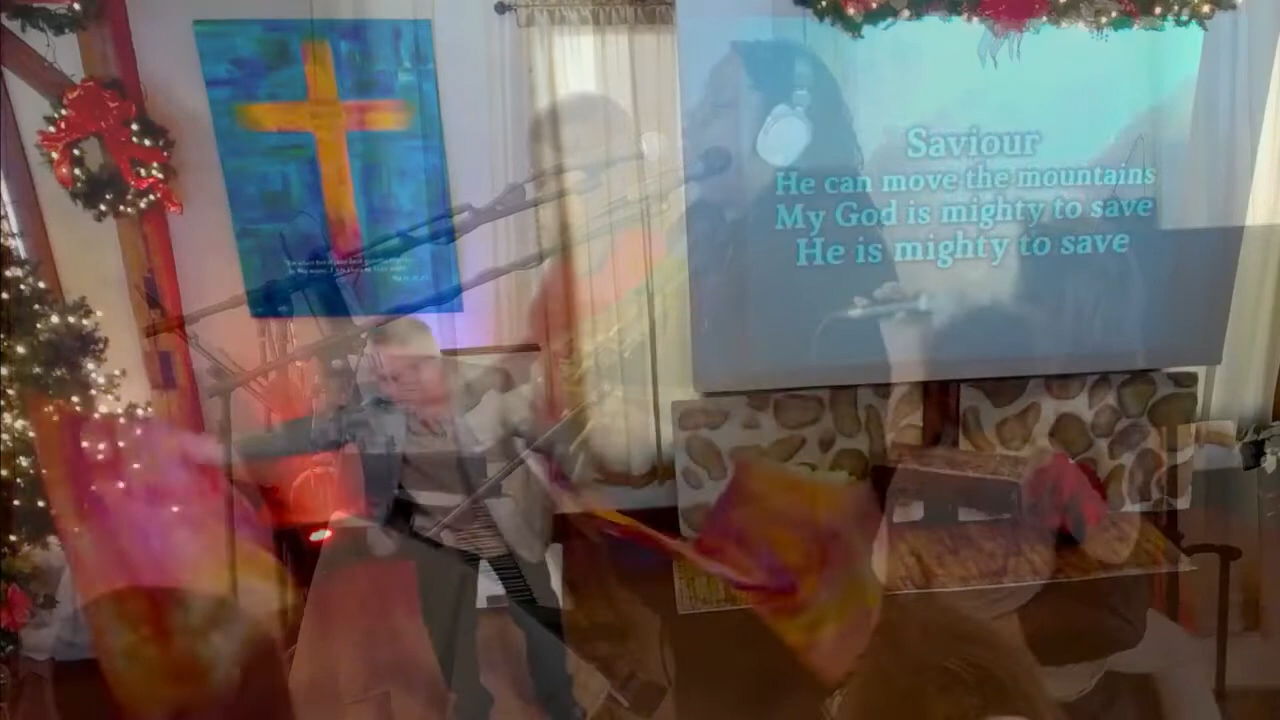 Saviour
He can move the mountains
My God is mighty to save
He is mighty to save